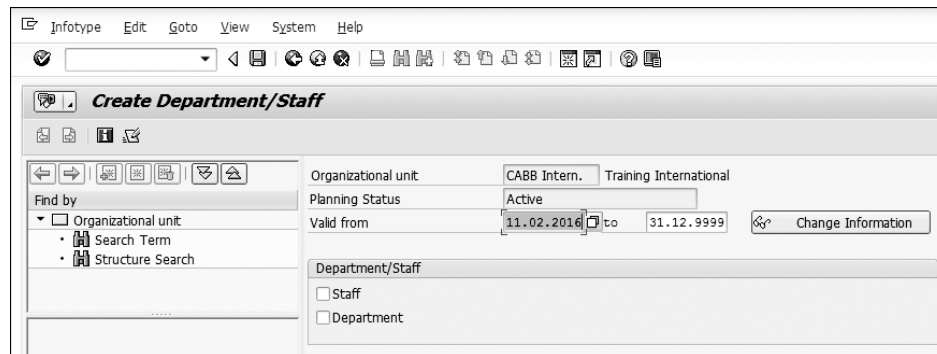 Infotype Edit Goto View System Help
Create Department/Staff
Organizational unit CABB Intern. Training International
Planning Status Active
Valid from 11.02.2016 to 31.12.9999 Change Information
Find by
Organizational unit
Search Term
Structure Search
Department/Staff
Staff
Department